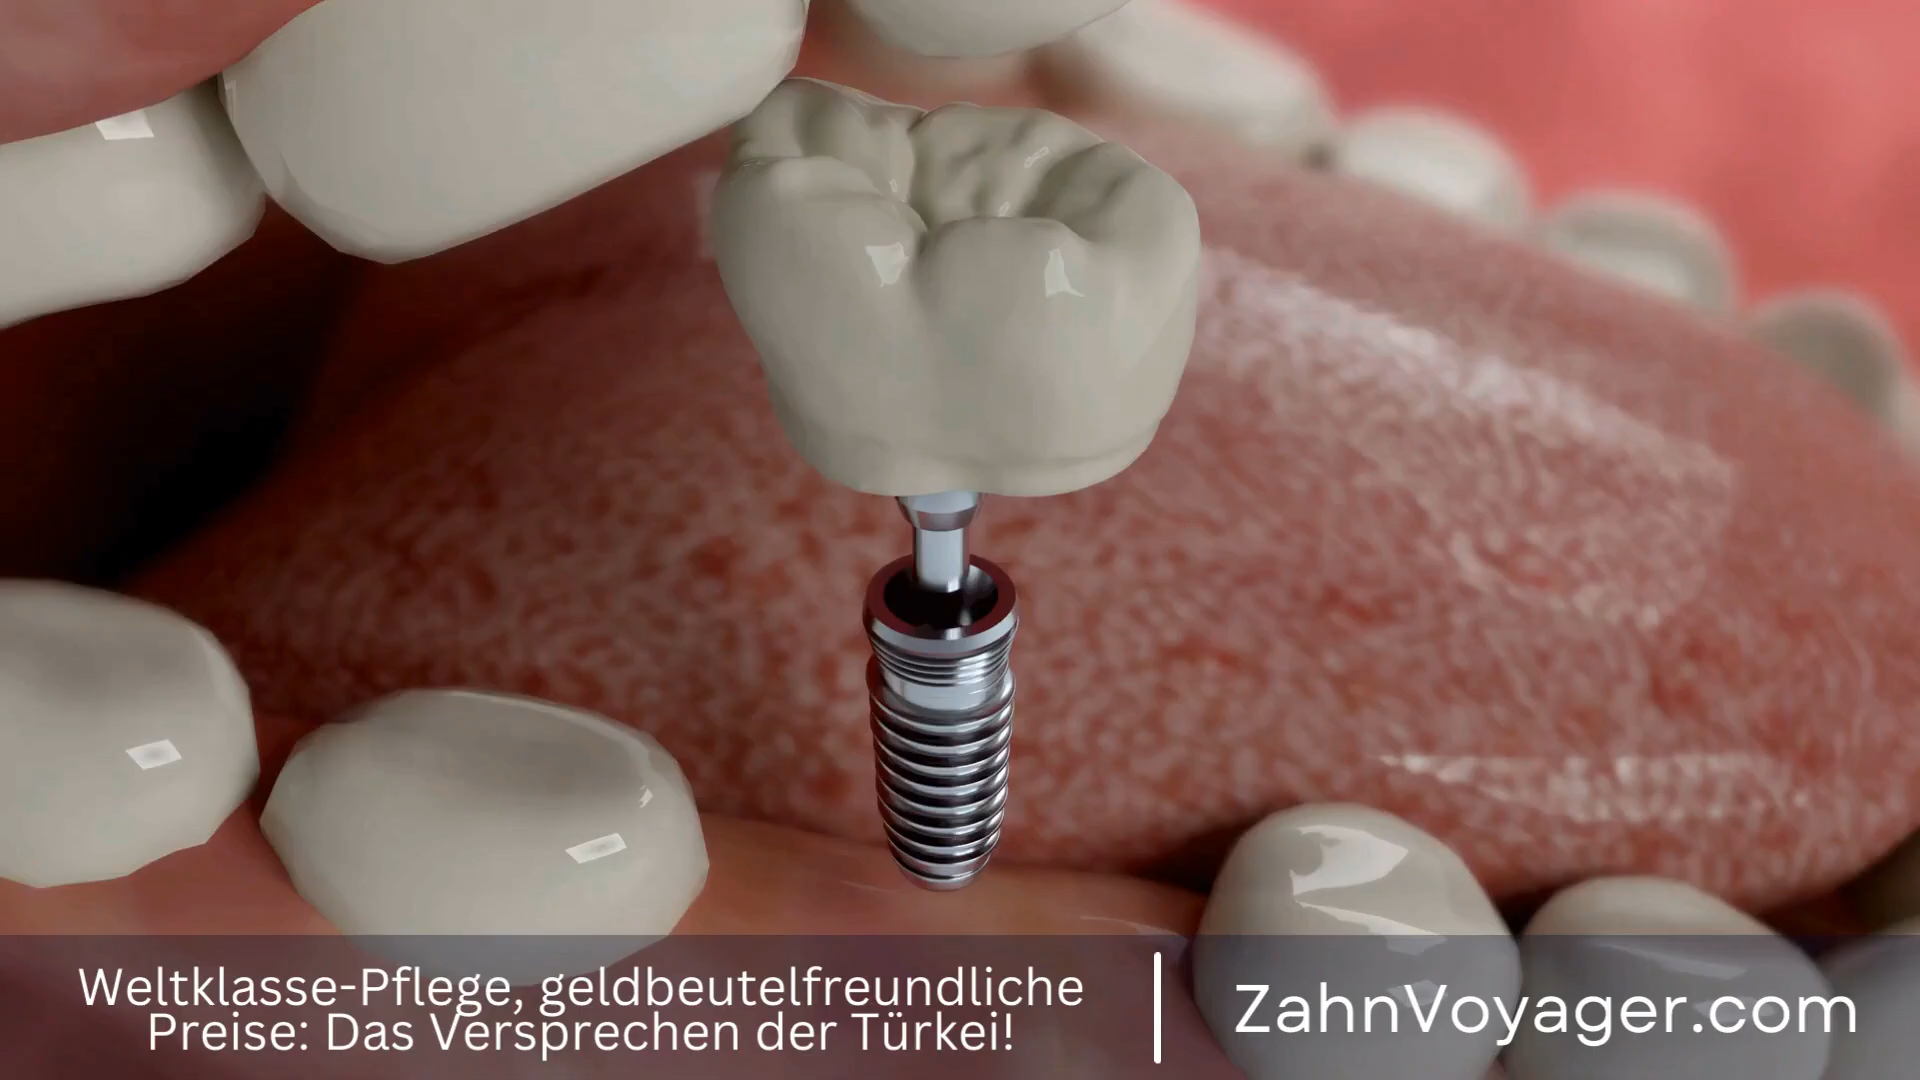 Weltklasse-Pflege, geldbeutelfreundliche
Preise: Das Versprechen der Türkei!
ZahnVoyager.com